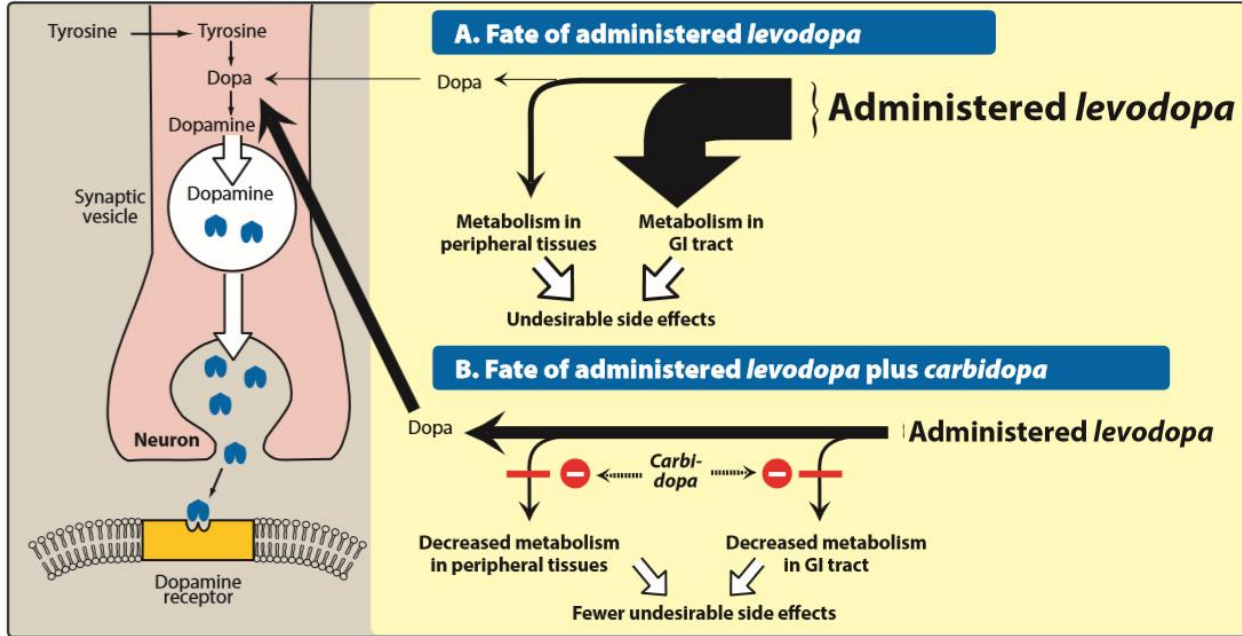 Tyrosine
Tyrosine
Dopa
Dopamine
Dopamine
Synaptic
vesicle
Neuron
Dopamine
receptor
A. Fate of administered levodopa
Dopa
Administered levodopa
Metabolism in
peripheral tissues
Metabolism in
GI tract
Undesirable side effects
B. Fate of administered levodopa plus carbidopa
Dopa
Administered levodopa
Carbi-
dopa
Decreased metabolism
in peripheral tissues
Decreased metabolism
in GI tract
Fewer undesirable side effects